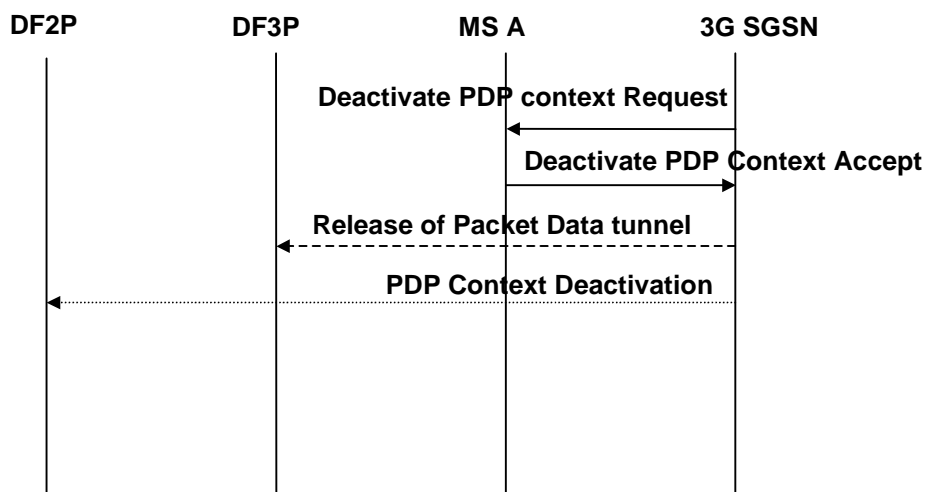 DF2P DF3P MS A 3G SGSN
Deactivate PDP context Request
Deactivate PDP Context Accept
Release of Packet Data tunnel
PDP Context Deactivation